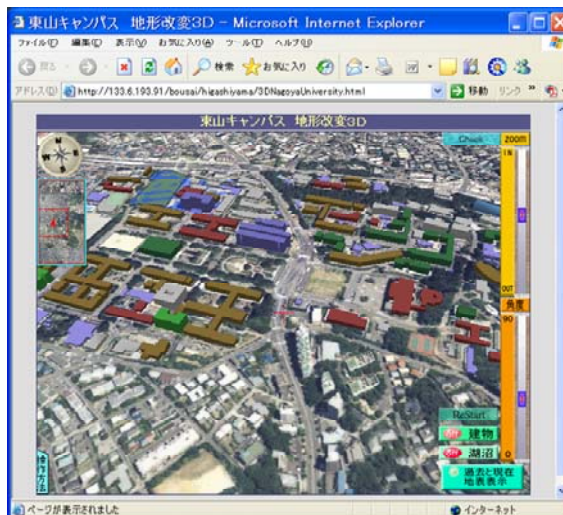 東山キャンパス 地形改変3D - Microsoft Internet Explorer
ファイル(F) 編集(E) 表示(V) お気に入り(A) ツール(T) ヘルプ(H)
戻る 検索 お気に入り
アドレス(D) http://133.6.193.91/bousai/higashiyama/3DNagoyaUniversity.html 移動 リンク »
東山キャンパス 地形改変3D
Check ZOOM
IN
OUT
角度
90
ReStart
建物
湖沼
0
過去と現在
地表表示
操作方法
ページが表示されました インターネット